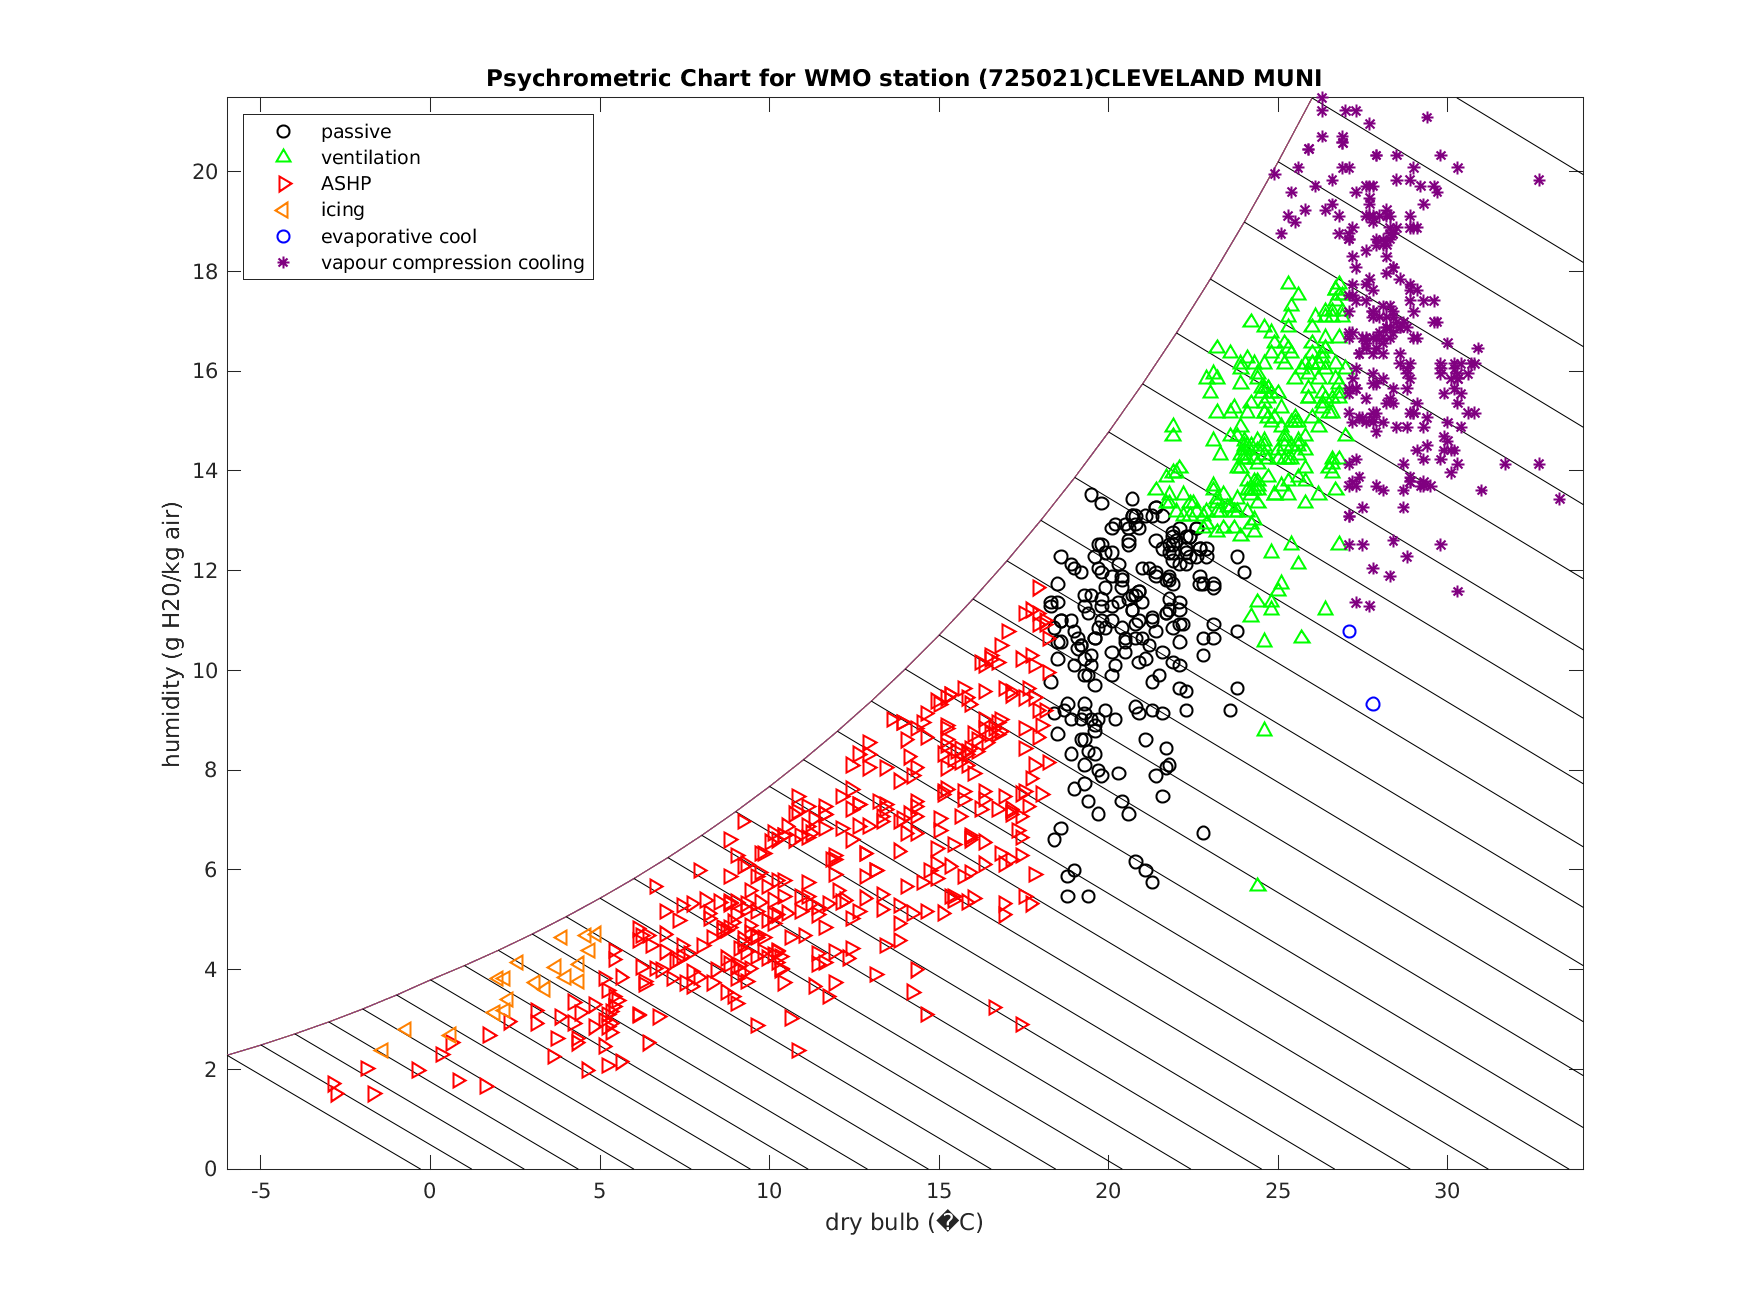 Psychrometric Chart for WMO station (725021)CLEVELAND MUNI
passive
ventilation
ASHP
icing
evaporative cool
vapour compression cooling
humidity (g H20/kg air)
20
18
16
14
12
10
8
6
4
2
0
-5 0 5 10 15 20 25 30
dry bulb (�C)